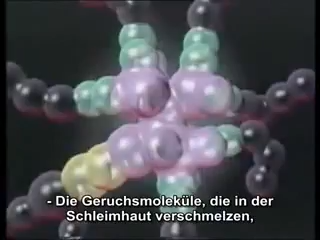 - Die Geruchsmoleküle, die in der
Schleimhaut verschmelzen,